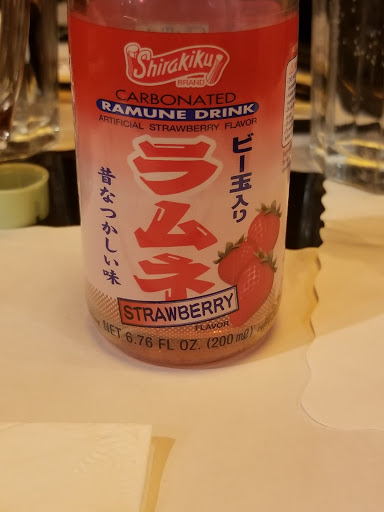 Shirakiku
BRAND
CARBONATED
RAMUNE DRINK
ARTIFICIAL STRAWBERRY FLAVOR
ラムネ
ビー玉入り
昔なつかしい味
STRAWBERRY
FLAVOR
NET 6.76 FL OZ. (200 mℓ)